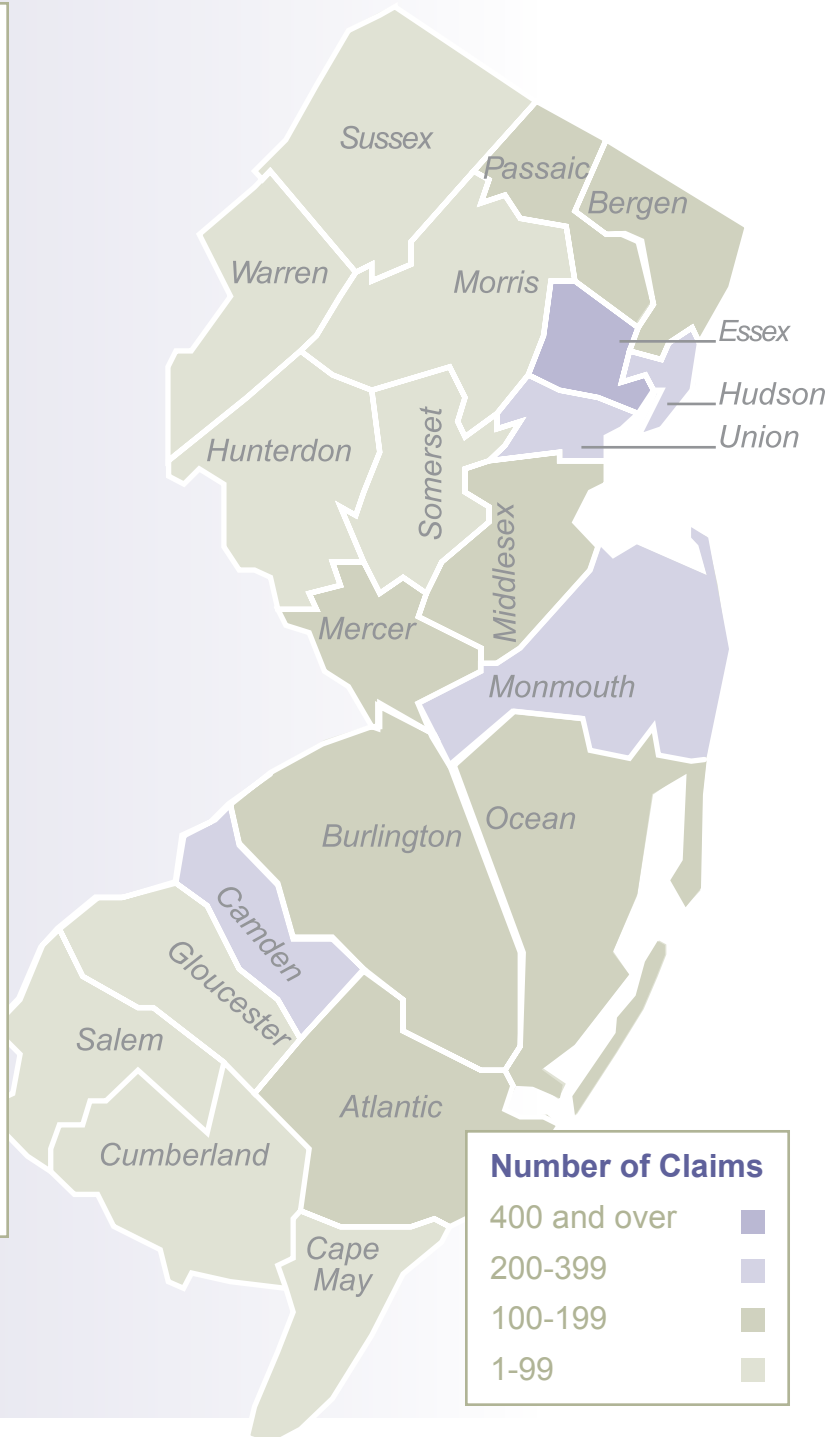 Sussex
Passaic
Bergen
Warren
Morris
Essex
Hudson
Union
Hunterdon
Somerset
Middlesex
Mercer
Monmouth
Ocean
Burlington
Camden
Gloucester
Salem
Atlantic
Cumberland
Cape
May
Number of Claims
400 and over
200-399
100-199
1-99